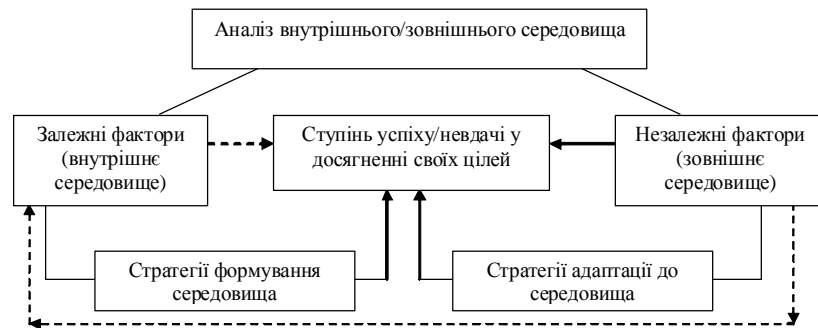 Аналіз внутрішнього/зовнішнього середовища
Залежні фактори
(внутрішнє
середовище)
Ступінь успіху/невдачі у
досягненні своїх цілей
Незалежні фактори
(зовнішнє
середовище)
Стратегії формування
середовища
Стратегії адаптації до
середовища